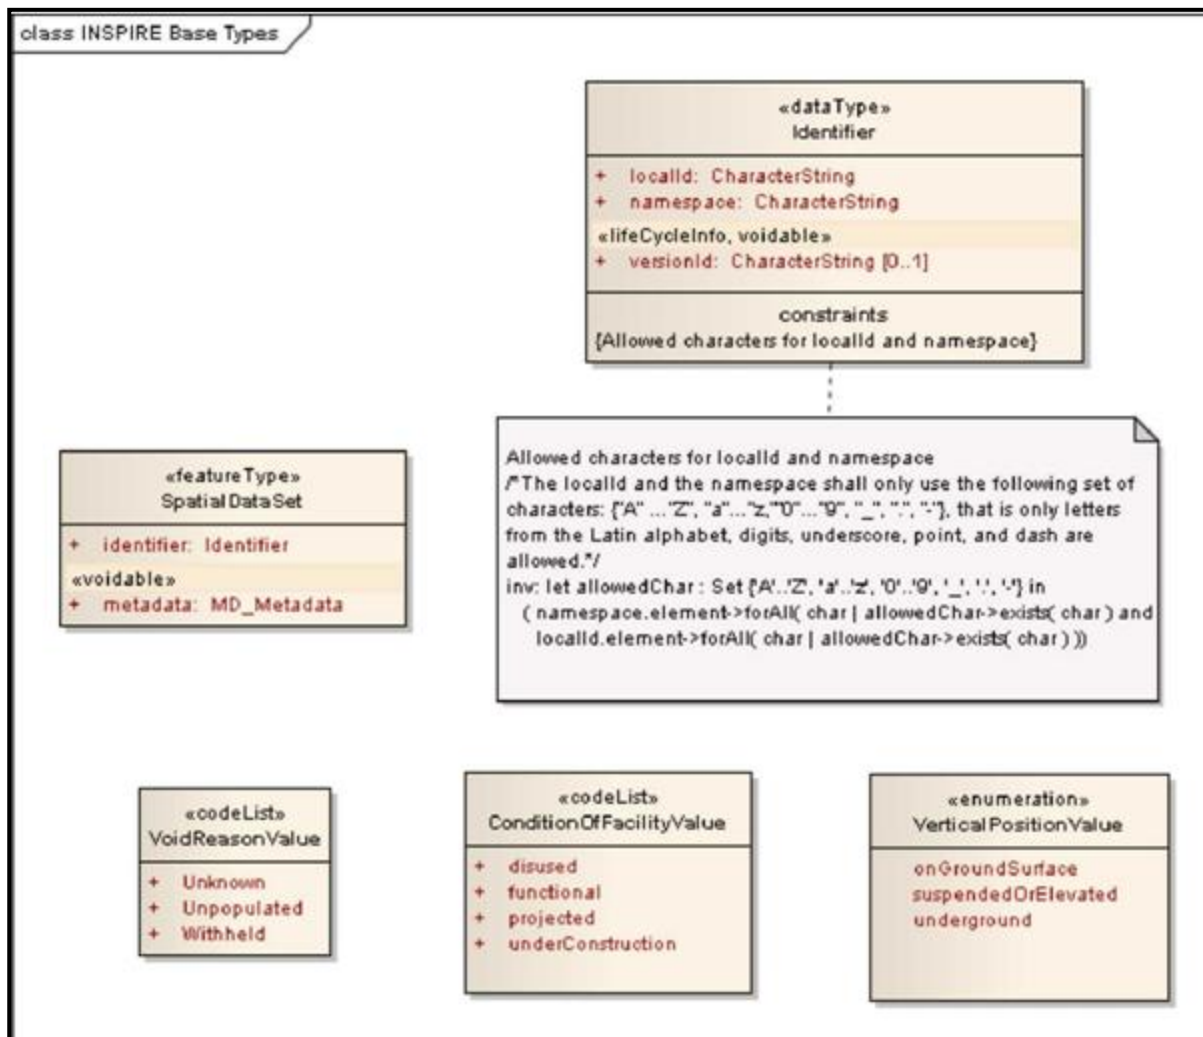 class INSPIRE Base Types
«dataType»
Identifier
+ localId: CharacterString
+ namespace: CharacterString
«lifeCycleInfo, voidable»
+ versionId: CharacterString [0..1]
constraints
{Allowed characters for localId and namespace}
Allowed characters for localId and namespace
/*The localId and the namespace shall only use the following set of
characters: {"A" ..."Z", "a"..."z,""0"..."9", "_", ".", "-"}, that is only letters
from the Latin alphabet, digits, underscore, point, and dash are
allowed.*/
inv: let allowedChar : Set {'A'..'Z', 'a'..'z', '0'..'9', '_', '.', '-'} in
( namespace.element->forAll( char | allowedChar->exists( char ) and
localId.element->forAll( char | allowedChar->exists( char ) ))
«featureType»
SpatialDataSet
+ identifier: Identifier
«voidable»
+ metadata: MD_Metadata
«codeList»
VoidReasonValue
+ Unknown
+ Unpopulated
+ Withheld
«codeList»
ConditionOfFacilityValue
+ disused
+ functional
+ projected
+ underConstruction
«enumeration»
VerticalPositionValue
onGroundSurface
suspendedOrElevated
underground